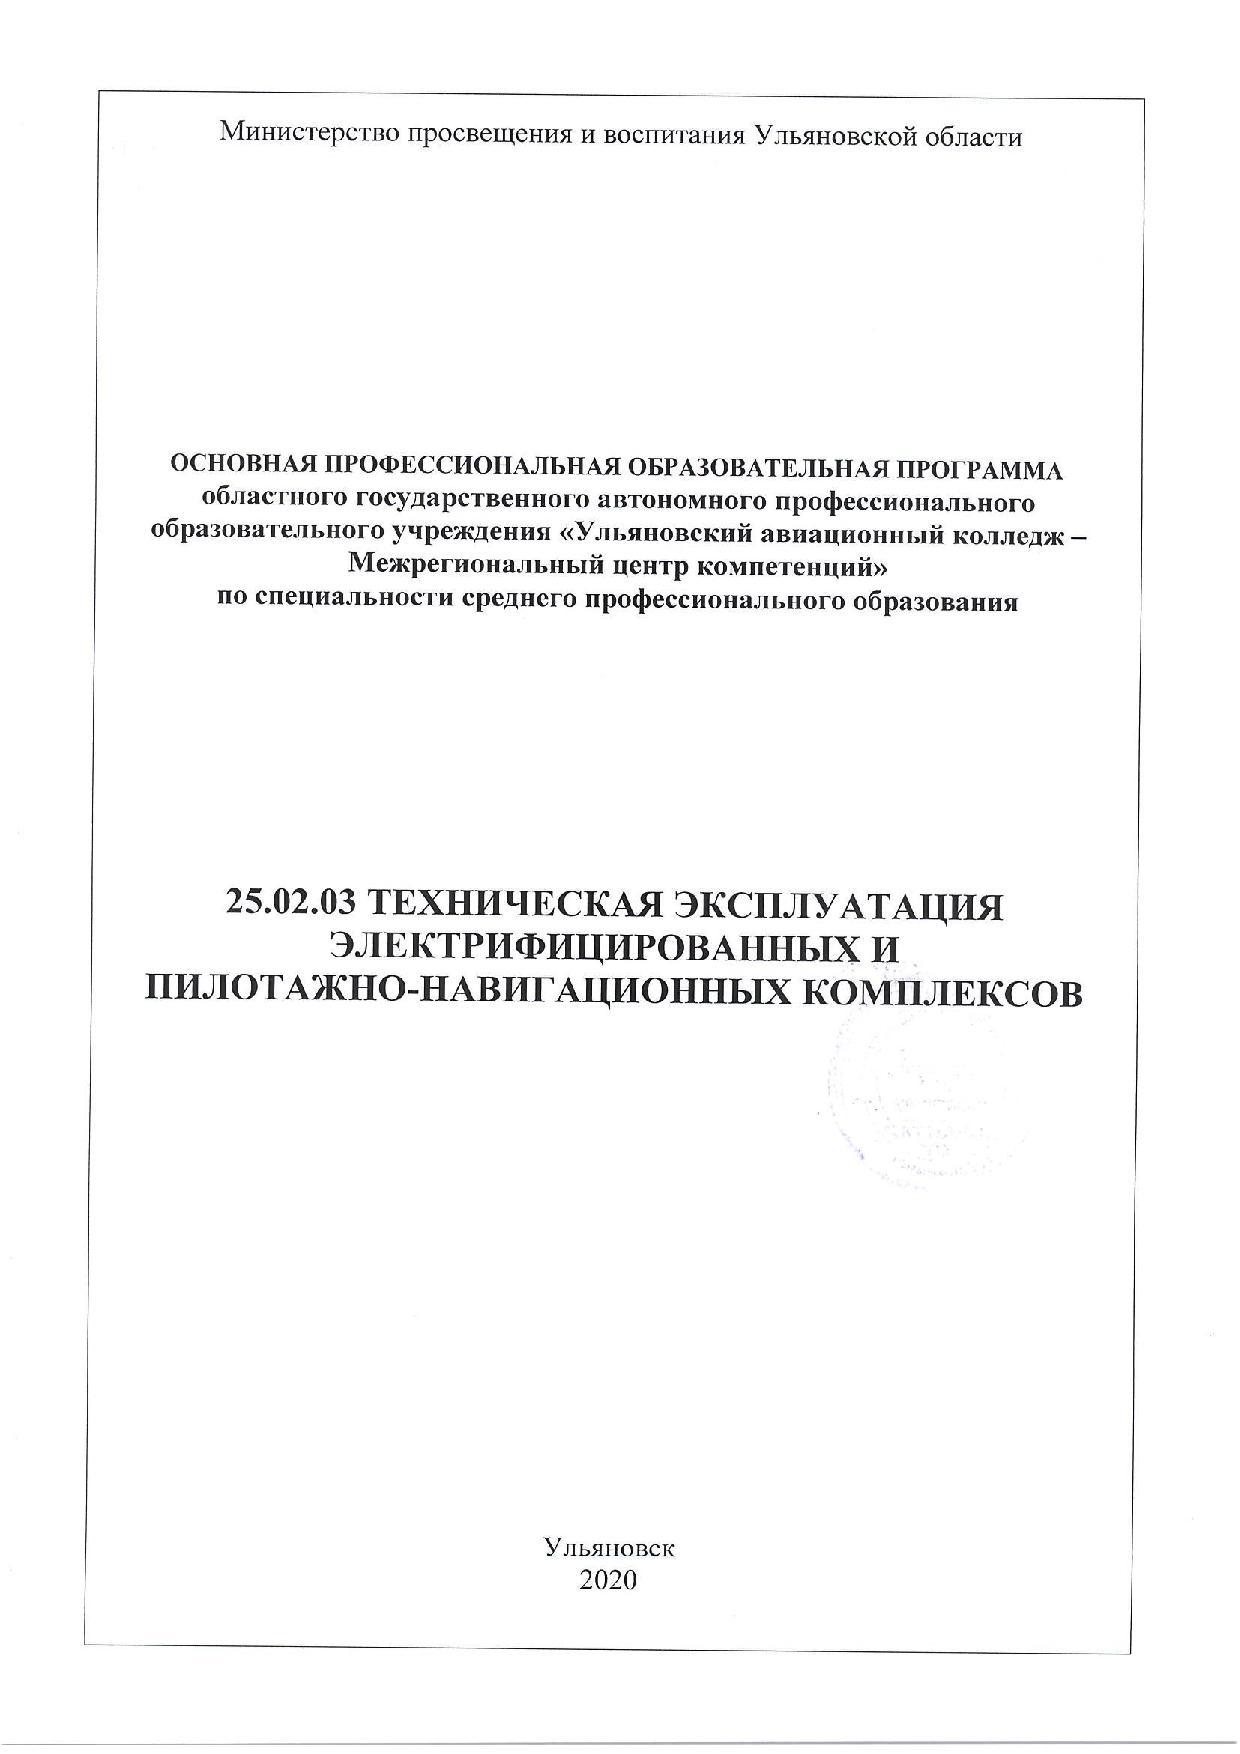 Министерство просвещения и воспитания Ульяновской области
ОСНОВНАЯ ПРОФЕССИОНАЛЬНАЯ ОБРАЗОВАТЕЛЬНАЯ ПРОГРАММА
областного государственного автономного профессионального
образовательного учреждения «Ульяновский авиационный колледж –
Межрегиональный центр компетенций»
по специальности среднего профессионального образования
25.02.03 ТЕХНИЧЕСКАЯ ЭКСПЛУАТАЦИЯ
ЭЛЕКТРИФИЦИРОВАННЫХ И
ПИЛОТАЖНО-НАВИГАЦИОННЫХ КОМПЛЕКСОВ
Ульяновск
2020